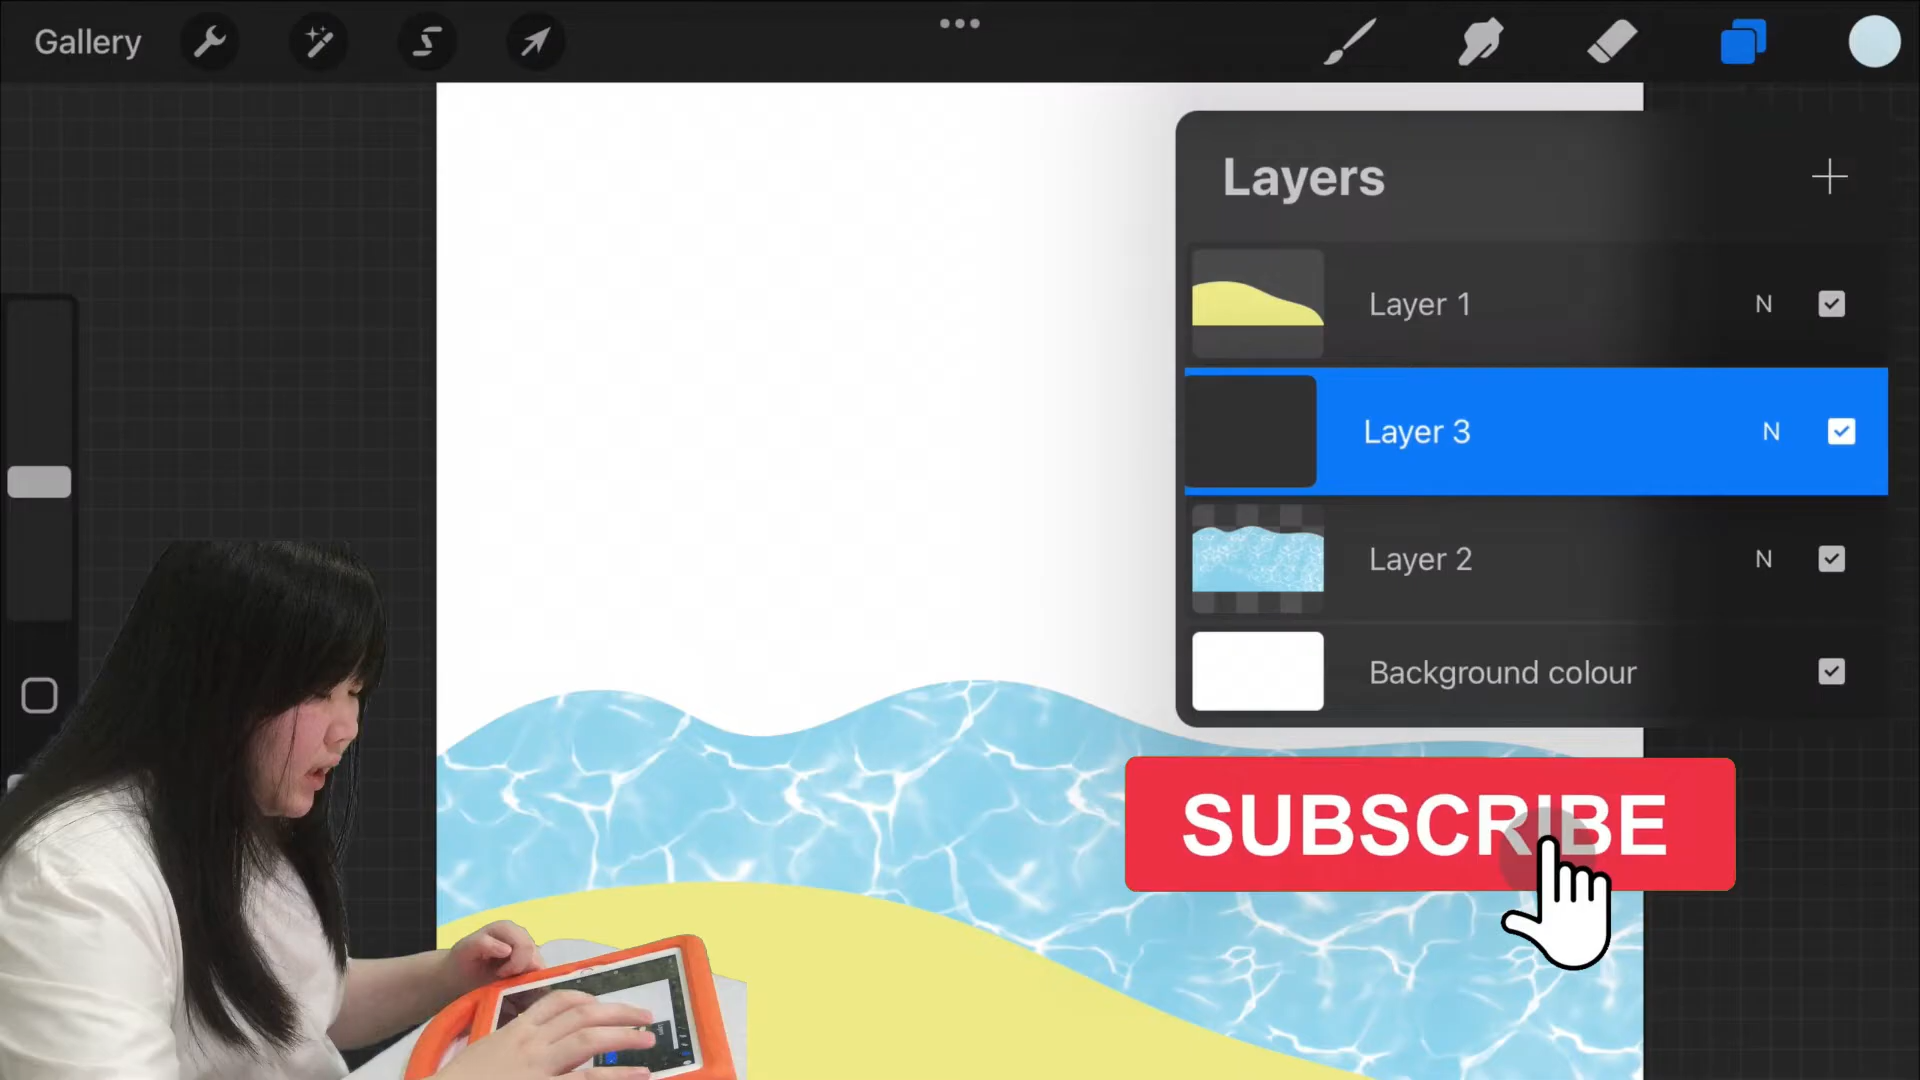 Gallery
Layers
Layer 1 N
Layer 3 N
Layer 2 N
Background colour
SUBSCRIBE